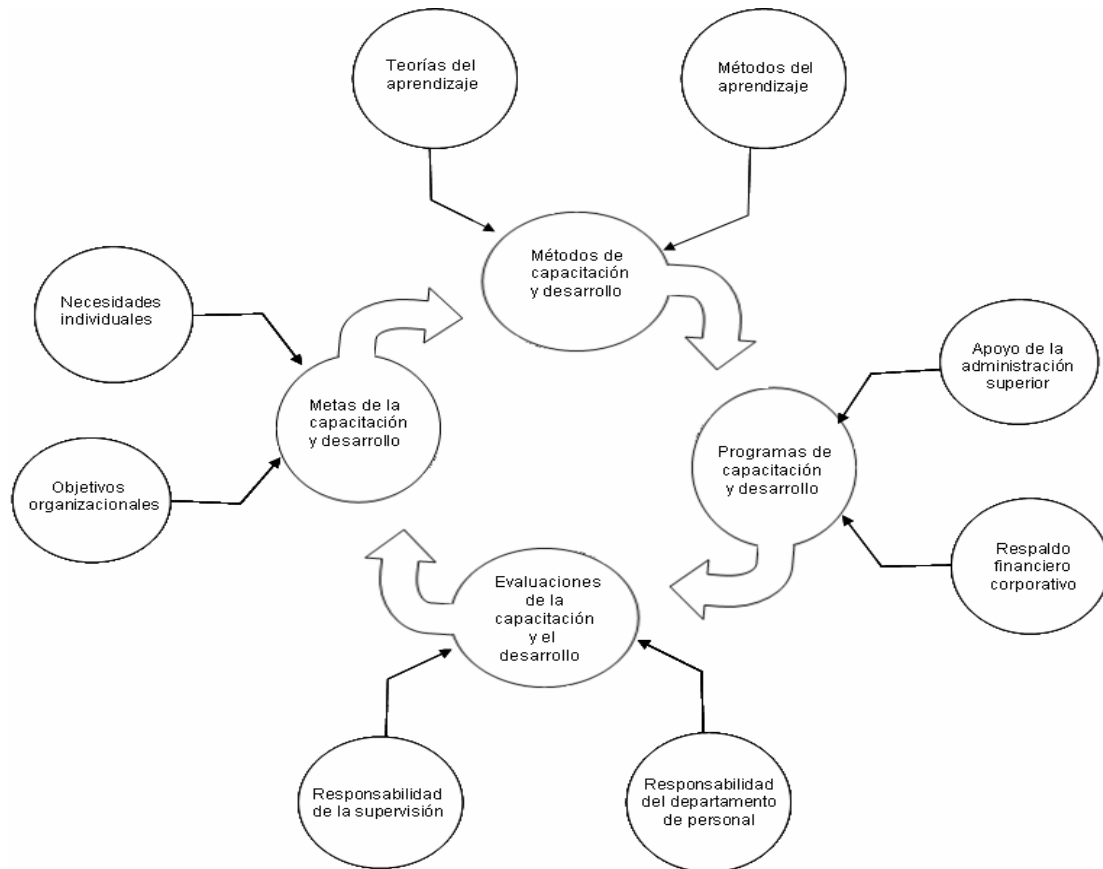 Teorías del
aprendizaje
Métodos del
aprendizaje
Métodos de
capacitación
y desarrollo
Necesidades
individuales
Apoyo de la
administración
superior
Metas de la
capacitación
y desarrollo
Programas de
capacitación
y desarrollo
Objetivos
organizacionales
Respaldo
financiero
corporativo
Evaluaciones
de la
capacitación
y el
desarrollo
Responsabilidad
de la supervisión
Responsabilidad
del departamento
de personal